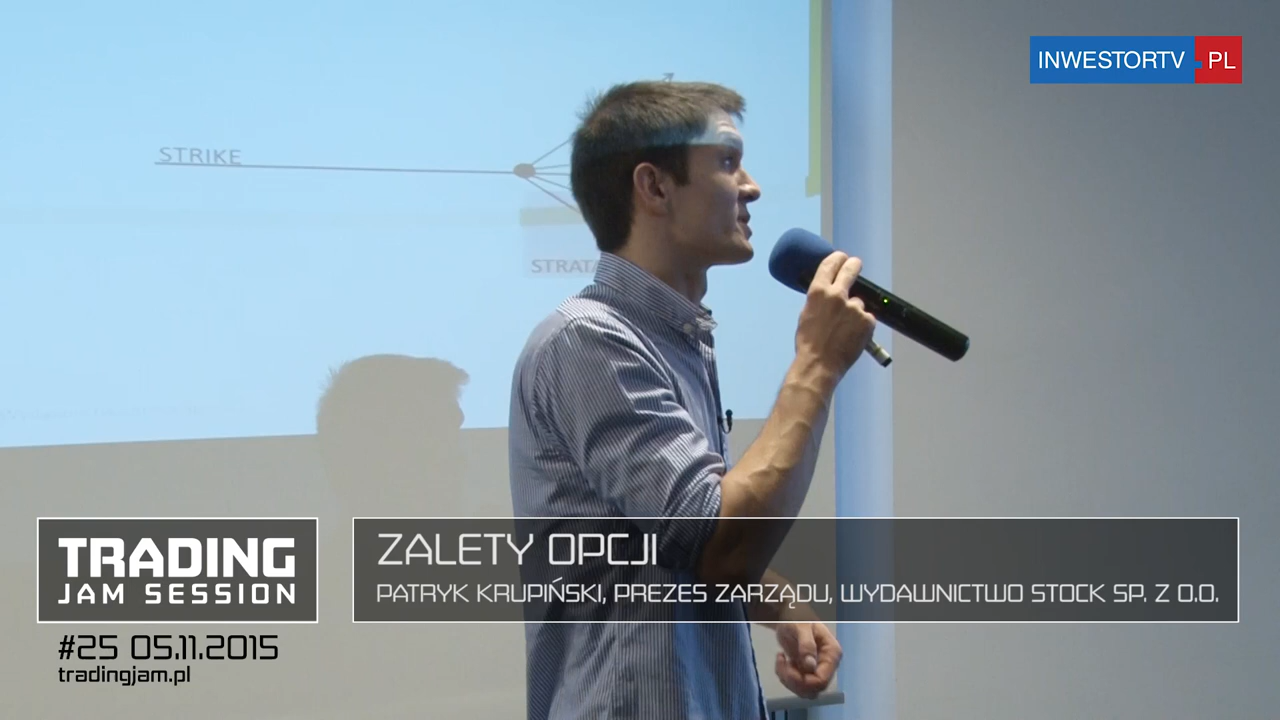 INWESTORTV.PL
STRIKE
STRATA
TRADING
JAM SESSION
#25 05.11.2015
tradingjam.pl
ZALETY OPCJI
PATRYK KRUPIŃSKI, PREZES ZARZĄDU, WYDAWNICTWO STOCK SP. Z O.O.